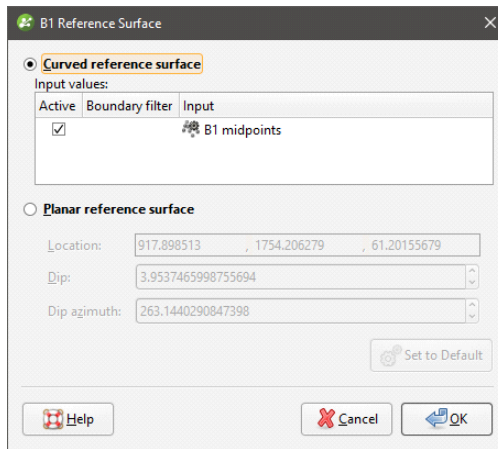 B1 Reference Surface
Curved reference surface
Input values:
Active Boundary filter Input
B1 midpoints
Planar reference surface
Location: 917.898513 , 1754.206279 , 61.20155679
Dip: 3.9537465998755694
Dip azimuth: 263.1440290847398
Set to Default
Help Cancel OK